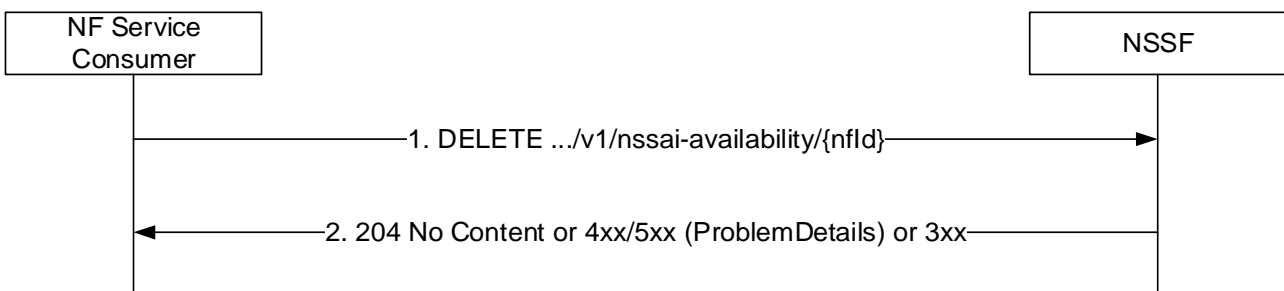 NF Service
Consumer
NSSF
1. DELETE .../v1/nssai-availability/{nfId}
2. 204 No Content or 4xx/5xx (ProblemDetails) or 3xx